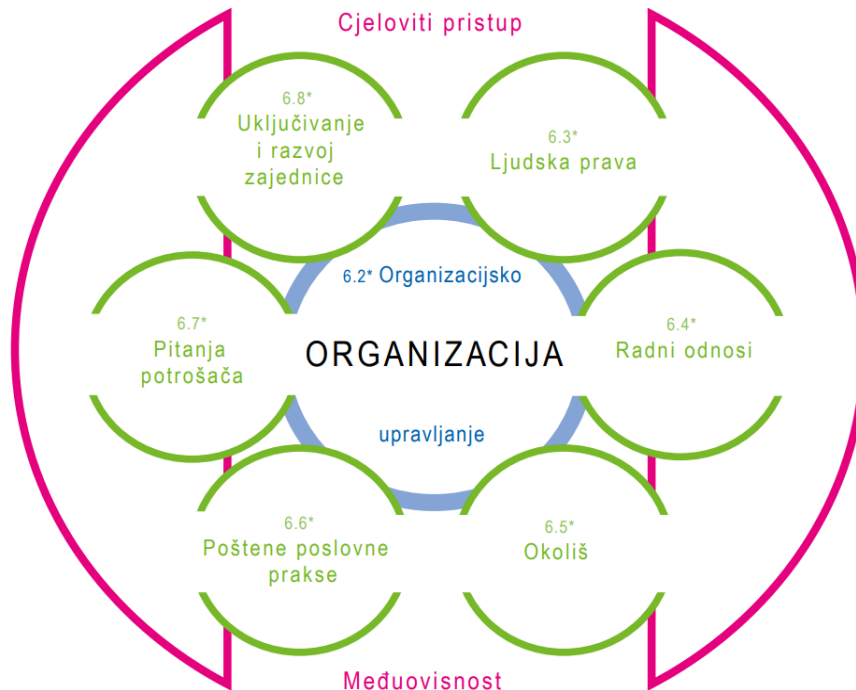 Cjeloviti pristup
6.8*
Uključivanje
i razvoj
zajednice
6.3*
Ljudska prava
6.2* Organizacijsko
6.7*
Pitanja
potrošača
ORGANIZACIJA
6.4*
Radni odnosi
upravljanje
6.6*
Poštene poslovne
prakse
6.5*
Okoliš
Međuovisnost